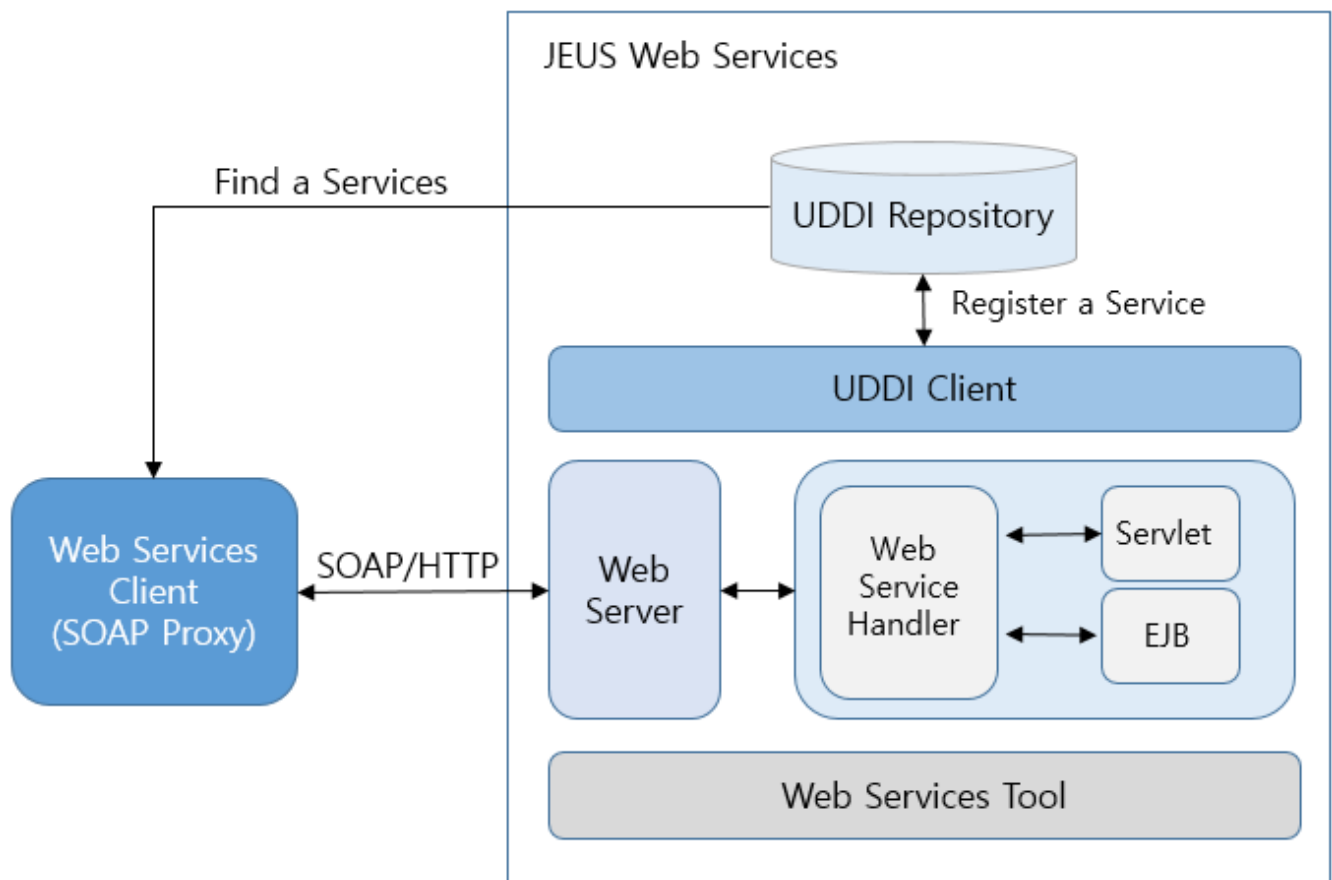 JEUS Web Services
Find a Services
UDDI Repository
Register a Service
UDDI Client
Web Services
Client
(SOAP Proxy)
SOAP/HTTP
Web
Server
Web
Service
Handler
Servlet
EJB
Web Services Tool